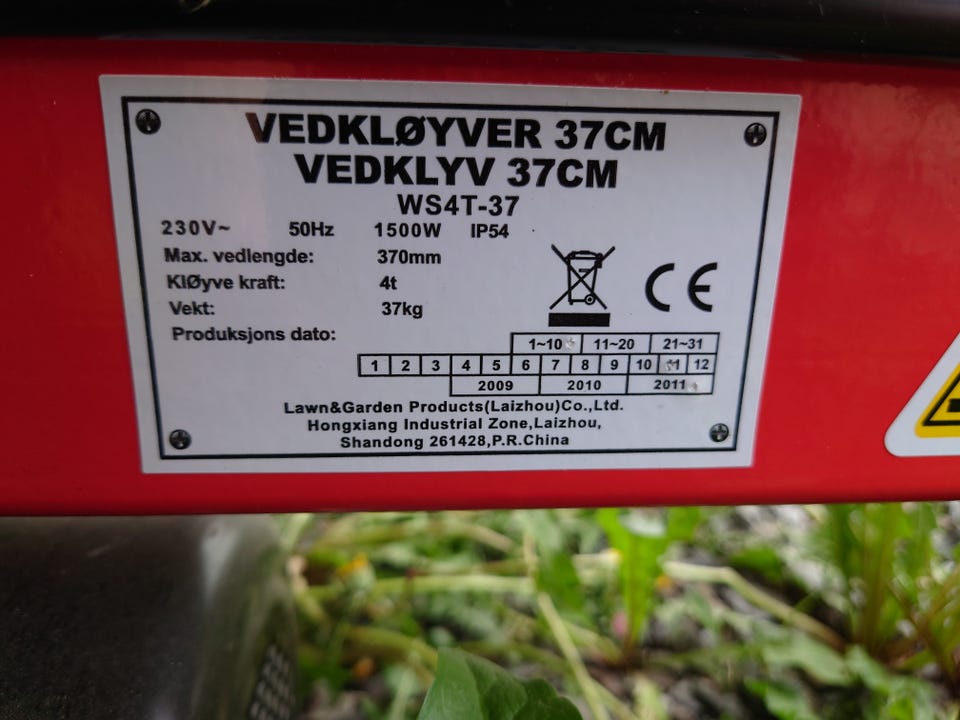 VEDKLØYVER 37CM
VEDKLYV 37CM
WS4T-37
230V~ 50Hz 1500W IP54
Max. vedlengde: 370mm
KlØyve kraft: 4t
Vekt: 37kg
Produksjons dato:
1~10 11~20 21~31
1 2 3 4 5 6 7 8 9 10 11 12
2009 2010 2011
Lawn&Garden Products(Laizhou)Co.,Ltd.
Hongxiang Industrial Zone,Laizhou,
Shandong 261428,P.R.China
CE